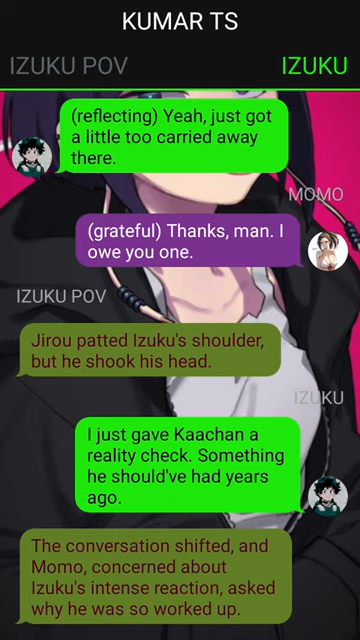 KUMAR TS
IZUKU POV
IZUKU
(reflecting) Yeah, just got
a little too carried away
there.
MOMO
(grateful) Thanks, man. I
owe you one.
IZUKU POV
Jirou patted Izuku's shoulder,
but he shook his head.
IZUKU
I just gave Kaachan a
reality check. Something
he should've had years
ago.
The conversation shifted, and
Momo, concerned about
Izuku's intense reaction, asked
why he was so worked up.